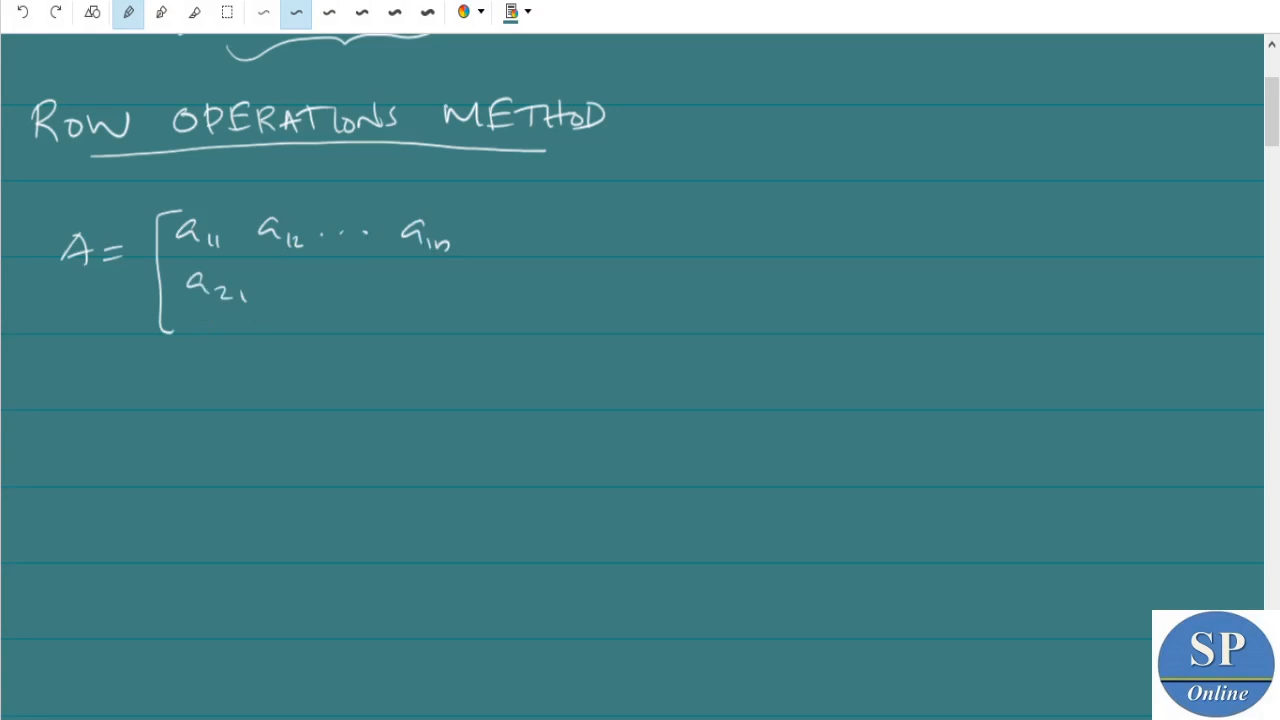 ROW OPERATIONS METHOD
A = [ a₁₁ a₁₂ ... a₁ₙ
a₂₁
SP
Online